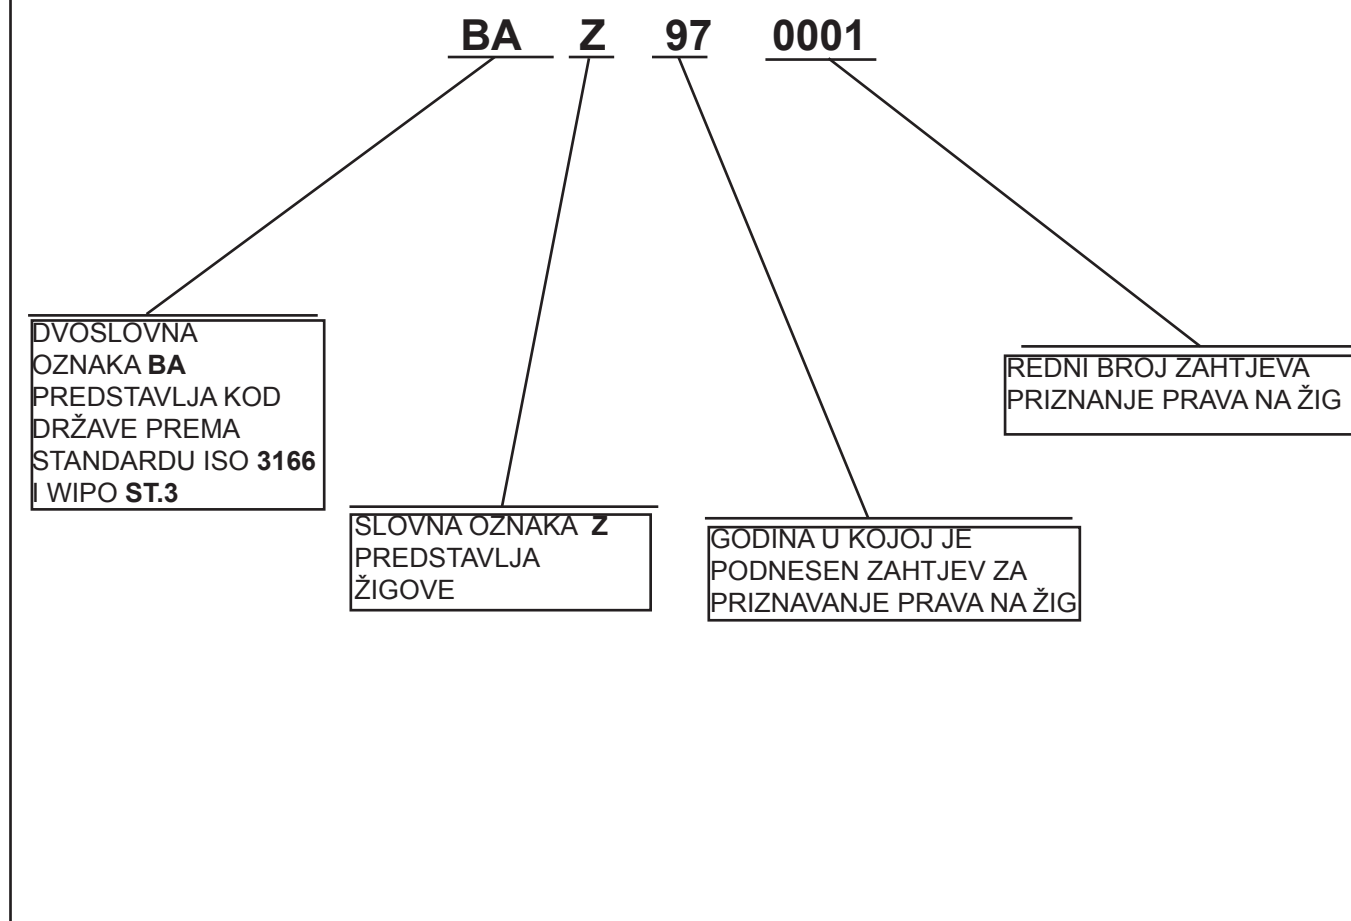 BA Z 97 0001
DVOSLOVNA
OZNAKA BA
PREDSTAVLJA KOD
DRŽAVE PREMA
STANDARDU ISO 3166
I WIPO ST.3
SLOVNA OZNAKA Z
PREDSTAVLJA
ŽIGOVE
GODINA U KOJOJ JE
PODNESEN ZAHTJEV ZA
PRIZNAVANJE PRAVA NA ŽIG
REDNI BROJ ZAHTJEVA
PRIZNANJE PRAVA NA ŽIG